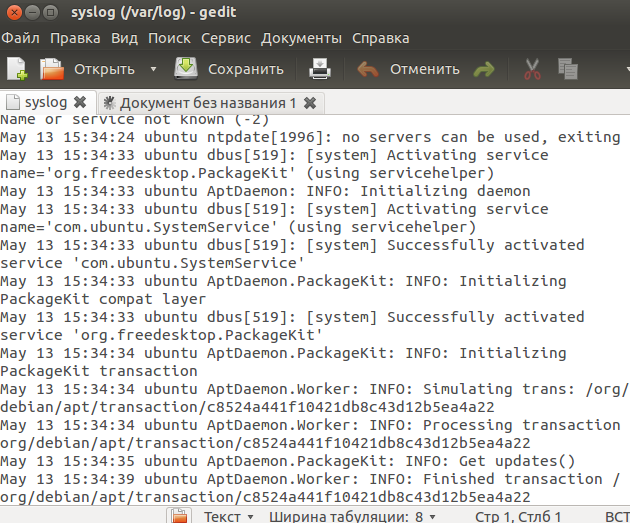 syslog (/var/log) - gedit
Файл Правка Вид Поиск Сервис Документы Справка
Открыть Сохранить Отменить
syslog Документ без названия 1
Name or service not known (-2)
May 13 15:34:24 ubuntu ntpdate[1996]: no servers can be used, exiting
May 13 15:34:33 ubuntu dbus[519]: [system] Activating service
name='org.freedesktop.PackageKit' (using servicehelper)
May 13 15:34:33 ubuntu AptDaemon: INFO: Initializing daemon
May 13 15:34:33 ubuntu dbus[519]: [system] Activating service
name='com.ubuntu.SystemService' (using servicehelper)
May 13 15:34:33 ubuntu dbus[519]: [system] Successfully activated
service 'com.ubuntu.SystemService'
May 13 15:34:33 ubuntu AptDaemon.PackageKit: INFO: Initializing
PackageKit compat layer
May 13 15:34:33 ubuntu dbus[519]: [system] Successfully activated
service 'org.freedesktop.PackageKit'
May 13 15:34:34 ubuntu AptDaemon.PackageKit: INFO: Initializing
PackageKit transaction
May 13 15:34:34 ubuntu AptDaemon.Worker: INFO: Simulating trans: /org/
debian/apt/transaction/c8524a441f10421db8c43d12b5ea4a22
May 13 15:34:34 ubuntu AptDaemon.Worker: INFO: Processing transaction
org/debian/apt/transaction/c8524a441f10421db8c43d12b5ea4a22
May 13 15:34:35 ubuntu AptDaemon.PackageKit: INFO: Get updates()
May 13 15:34:39 ubuntu AptDaemon.Worker: INFO: Finished transaction /
org/debian/apt/transaction/c8524a441f10421db8c43d12b5ea4a22
Текст Ширина табуляции: 8 Стр 1, Стлб 1 ВСТ